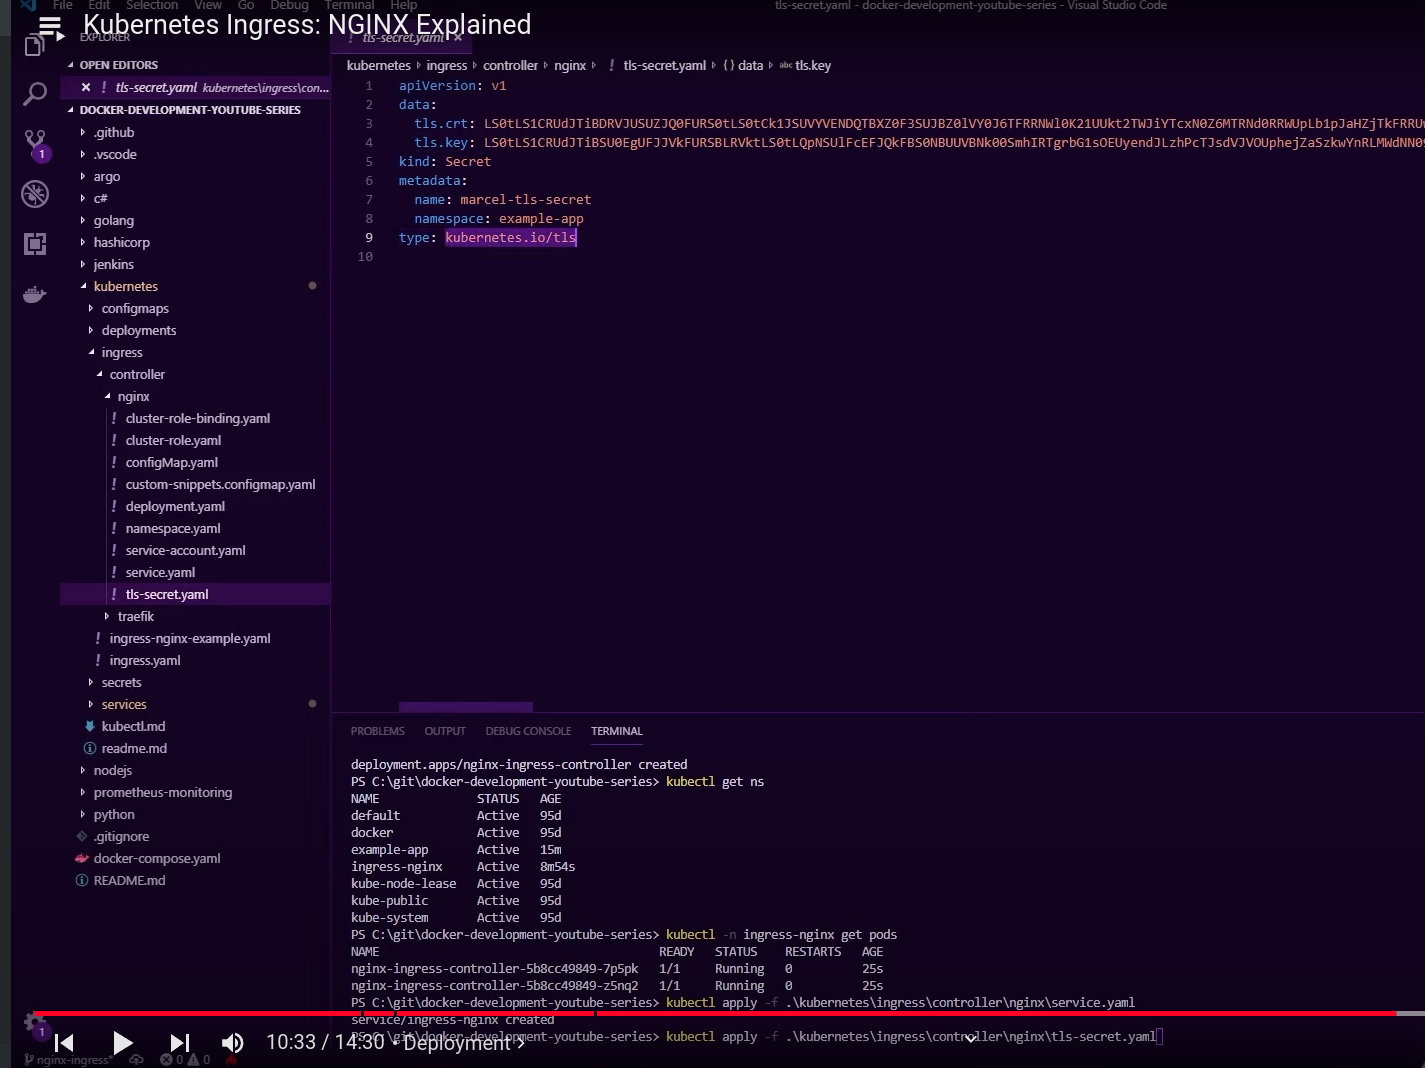 File Edit Selection View Go Debug Terminal Help
tls-secret.yaml - docker-development-youtube-series - Visual Studio Code
Kubernetes Ingress: NGINX Explained
EXPLORER
! tls-secret.yaml ×
OPEN EDITORS
× ! tls-secret.yaml kubernetes\ingress\con...
DOCKER-DEVELOPMENT-YOUTUBE-SERIES
.github
.vscode
argo
c#
golang
hashicorp
jenkins
kubernetes
configmaps
deployments
ingress
controller
nginx
! cluster-role-binding.yaml
! cluster-role.yaml
! configMap.yaml
! custom-snippets.configmap.yaml
! deployment.yaml
! namespace.yaml
! service-account.yaml
! service.yaml
! tls-secret.yaml
traefik
! ingress-nginx-example.yaml
! ingress.yaml
secrets
services
kubectl.md
readme.md
nodejs
prometheus-monitoring
python
.gitignore
docker-compose.yaml
README.md
1
kubernetes › ingress › controller › nginx › ! tls-secret.yaml › {} data › abc tls.key
1 apiVersion: v1
2 data:
3 tls.crt:
4 tls.key:
5 kind: Secret
6 metadata:
7 name: marcel-tls-secret
8 namespace: example-app
9 type: kubernetes.io/tls
10
PROBLEMS OUTPUT DEBUG CONSOLE TERMINAL
deployment.apps/nginx-ingress-controller created
PS C:\git\docker-development-youtube-series> kubectl get ns
NAME STATUS AGE
default Active 95d
docker Active 95d
example-app Active 15m
ingress-nginx Active 8m54s
kube-node-lease Active 95d
kube-public Active 95d
kube-system Active 95d
PS C:\git\docker-development-youtube-series> kubectl -n ingress-nginx get pods
NAME READY STATUS RESTARTS AGE
nginx-ingress-controller-5b8cc49849-7p5pk 1/1 Running 0 25s
nginx-ingress-controller-5b8cc49849-z5nq2 1/1 Running 0 25s
PS C:\git\docker-development-youtube-series> kubectl apply -f .\kubernetes\ingress\controller\nginx\service.yaml
service/ingress-nginx created
PS C:\git\docker-development-youtube-series> kubectl apply -f .\kubernetes\ingress\controller\nginx\tls-secret.yaml
1
10:33 / 14:30 • Deployment ›
nginx-ingress* 0 0